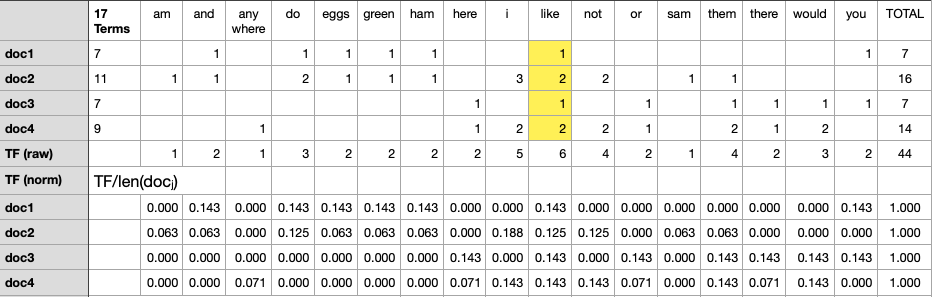 17 Terms am and any where do eggs green ham here i like not or sam them there would you TOTAL
doc1 7 1 1 1 1 1 1 1 7
doc2 11 1 1 2 1 1 1 3 2 2 1 1 16
doc3 7 1 1 1 1 1 1 1 7
doc4 9 1 1 2 2 2 1 2 1 2 14
TF (raw) 1 2 1 3 2 2 2 2 5 6 4 2 1 4 2 3 2 44
TF (norm) TF/len(docj)
doc1 0.000 0.143 0.000 0.143 0.143 0.143 0.143 0.000 0.000 0.143 0.000 0.000 0.000 0.000 0.000 0.000 0.143 1.000
doc2 0.063 0.063 0.000 0.125 0.063 0.063 0.063 0.000 0.188 0.125 0.125 0.000 0.063 0.063 0.000 0.000 0.000 1.000
doc3 0.000 0.000 0.000 0.000 0.000 0.000 0.000 0.143 0.000 0.143 0.000 0.143 0.000 0.143 0.143 0.143 0.143 1.000
doc4 0.000 0.000 0.071 0.000 0.000 0.000 0.000 0.071 0.143 0.143 0.143 0.071 0.000 0.143 0.071 0.143 0.000 1.000